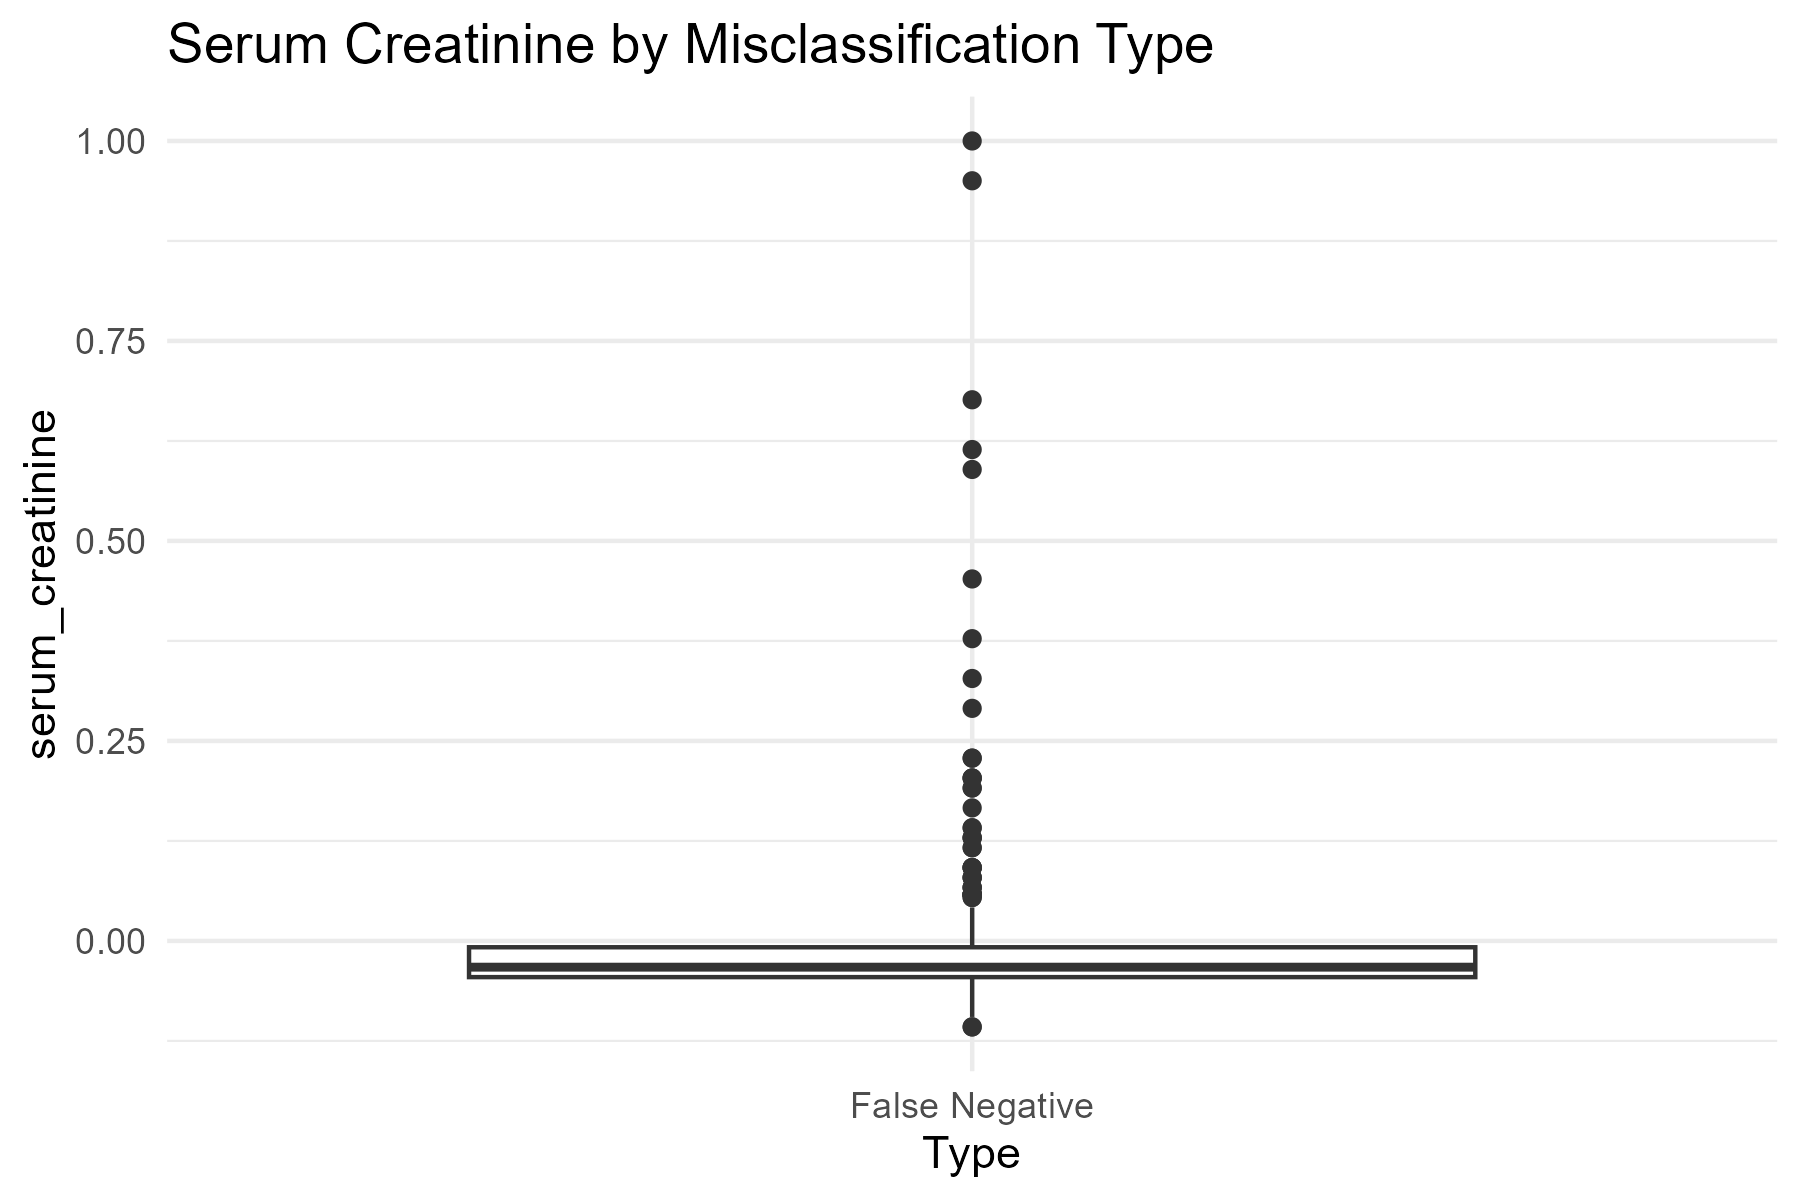 Serum Creatinine by Misclassification Type
1.00
0.75
0.50
0.25
0.00
serum_creatinine
False Negative
Type